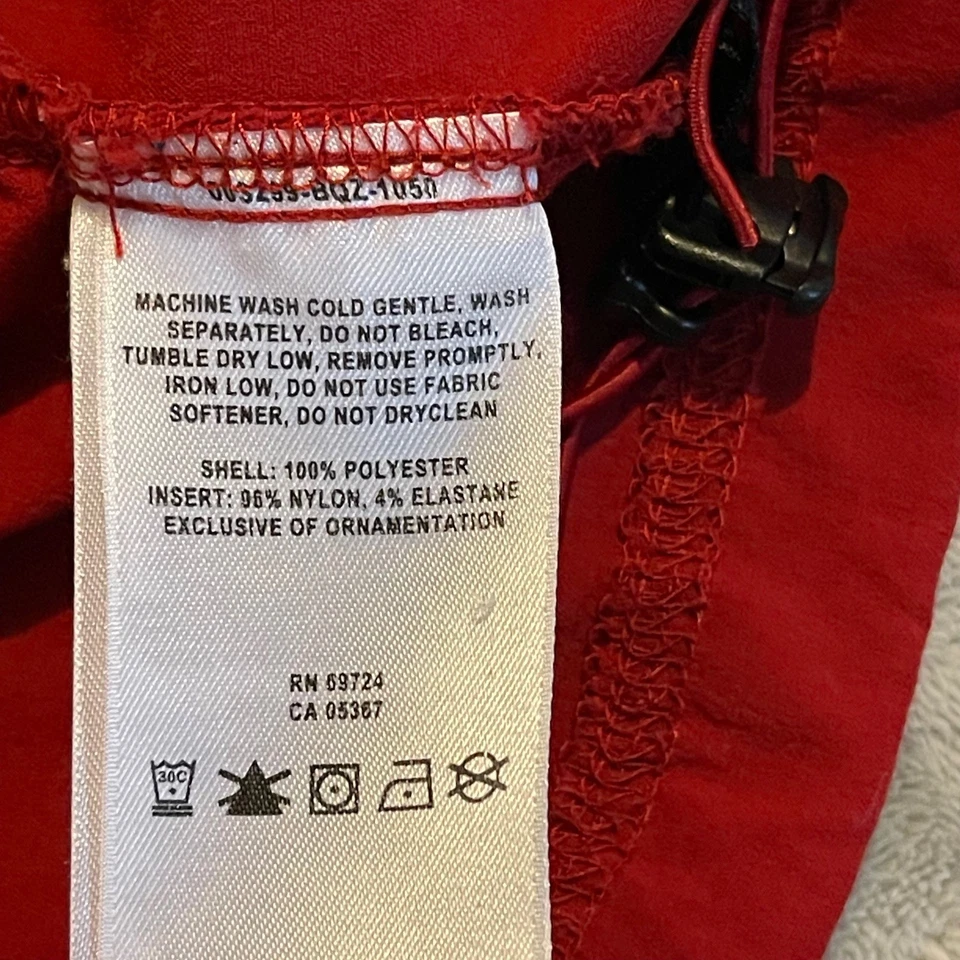 MACHINE WASH COLD GENTLE, WASH
SEPARATELY, DO NOT BLEACH,
TUMBLE DRY LOW, REMOVE PROMPTLY,
IRON LOW, DO NOT USE FABRIC
SOFTENER, DO NOT DRYCLEAN
SHELL: 100% POLYESTER
INSERT: 96% NYLON, 4% ELASTANE
EXCLUSIVE OF ORNAMENTATION
RN 69724
CA 05367
30C